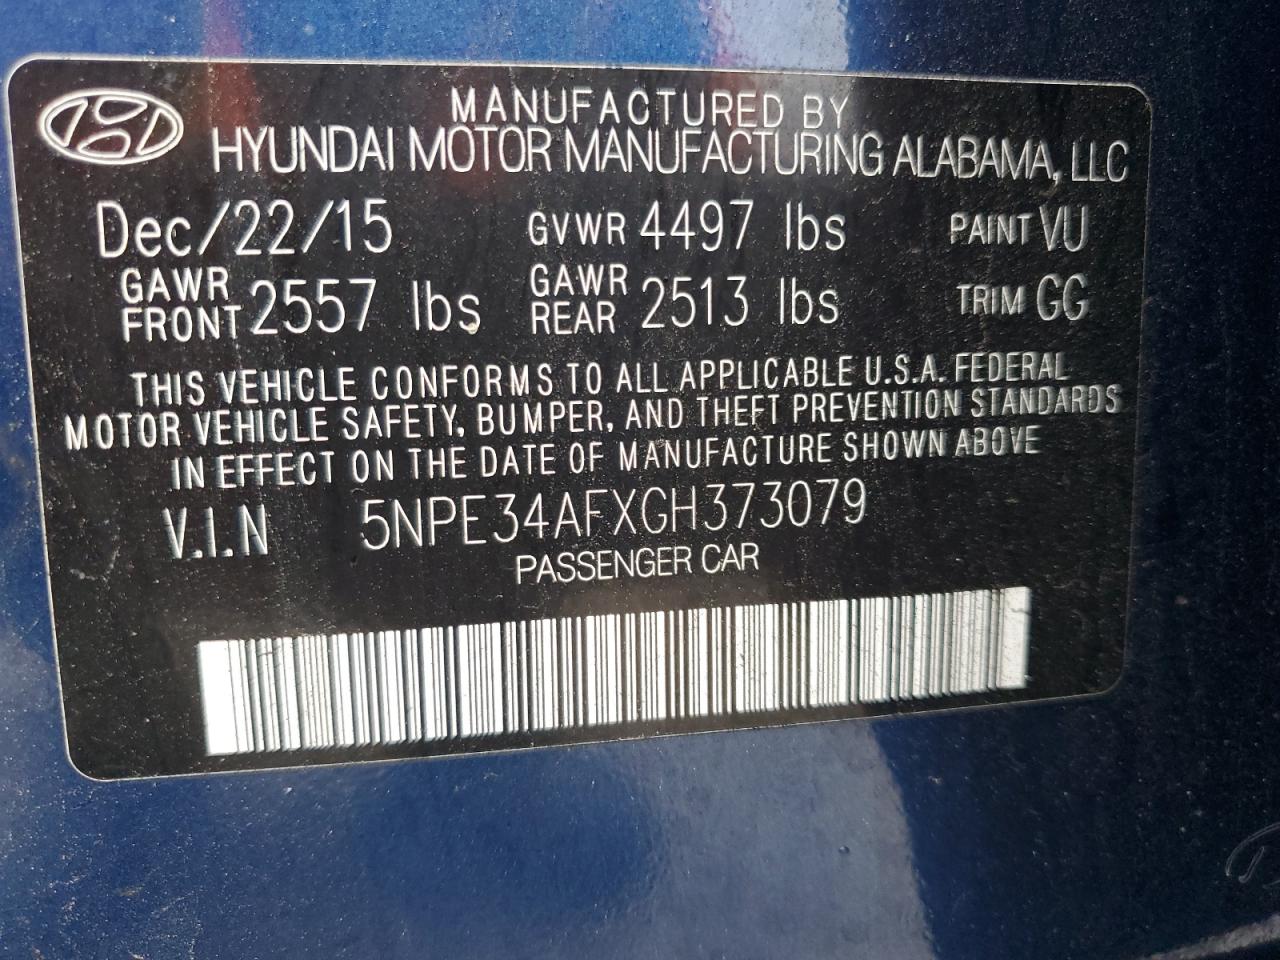 MANUFACTURED BY
HYUNDAI MOTOR MANUFACTURING ALABAMA, LLC
Dec/22/15 GVWR 4497 lbs PAINT VU
GAWR FRONT 2557 lbs GAWR REAR 2513 lbs TRIM GG
THIS VEHICLE CONFORMS TO ALL APPLICABLE U.S.A. FEDERAL
MOTOR VEHICLE SAFETY, BUMPER, AND THEFT PREVENTION STANDARDS
IN EFFECT ON THE DATE OF MANUFACTURE SHOWN ABOVE
V.I.N 5NPE34AFXGH373079
PASSENGER CAR